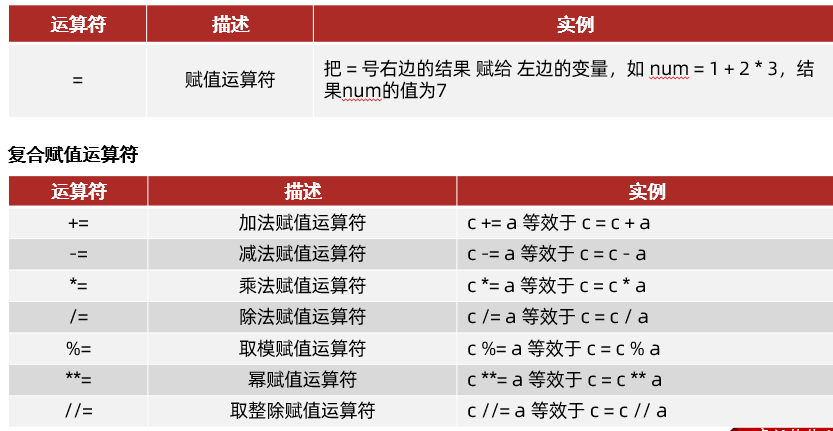 运算符 描述 实例
= 赋值运算符 把 = 号右边的结果 赋给 左边的变量，如 num = 1 + 2 * 3，结
果num的值为7
复合赋值运算符
运算符 描述 实例
+= 加法赋值运算符 c += a 等效于 c = c + a
-= 减法赋值运算符 c -= a 等效于 c = c - a
*= 乘法赋值运算符 c *= a 等效于 c = c * a
/= 除法赋值运算符 c /= a 等效于 c = c / a
%= 取模赋值运算符 c %= a 等效于 c = c % a
**= 幂赋值运算符 c **= a 等效于 c = c ** a
//= 取整除赋值运算符 c //= a 等效于 c = c // a